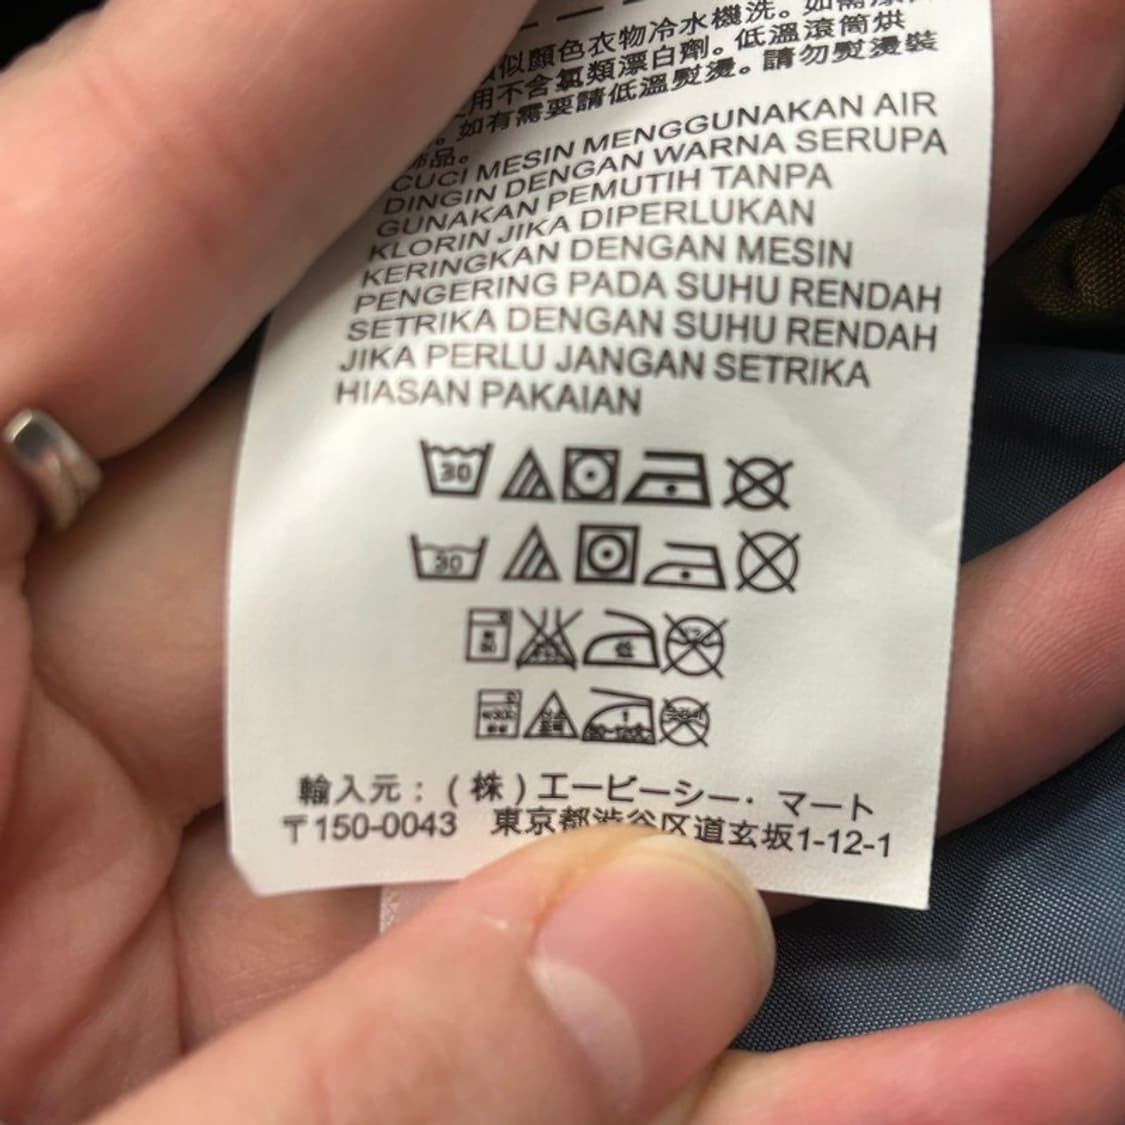 似顏色衣物冷水機洗。如需漂
用不含氯類漂白劑。低溫滾筒烘
。如有需要請低溫熨燙。請勿熨燙裝
飾品。
CUCI MESIN MENGGUNAKAN AIR
DINGIN DENGAN WARNA SERUPA
GUNAKAN PEMUTIH TANPA
KLORIN JIKA DIPERLUKAN
KERINGKAN DENGAN MESIN
PENGERING PADA SUHU RENDAH
SETRIKA DENGAN SUHU RENDAH
JIKA PERLU JANGAN SETRIKA
HIASAN PAKAIAN
30
30
低
輸入元：(株)エービーシー・マート
〒150-0043 東京都渋谷区道玄坂1-12-1